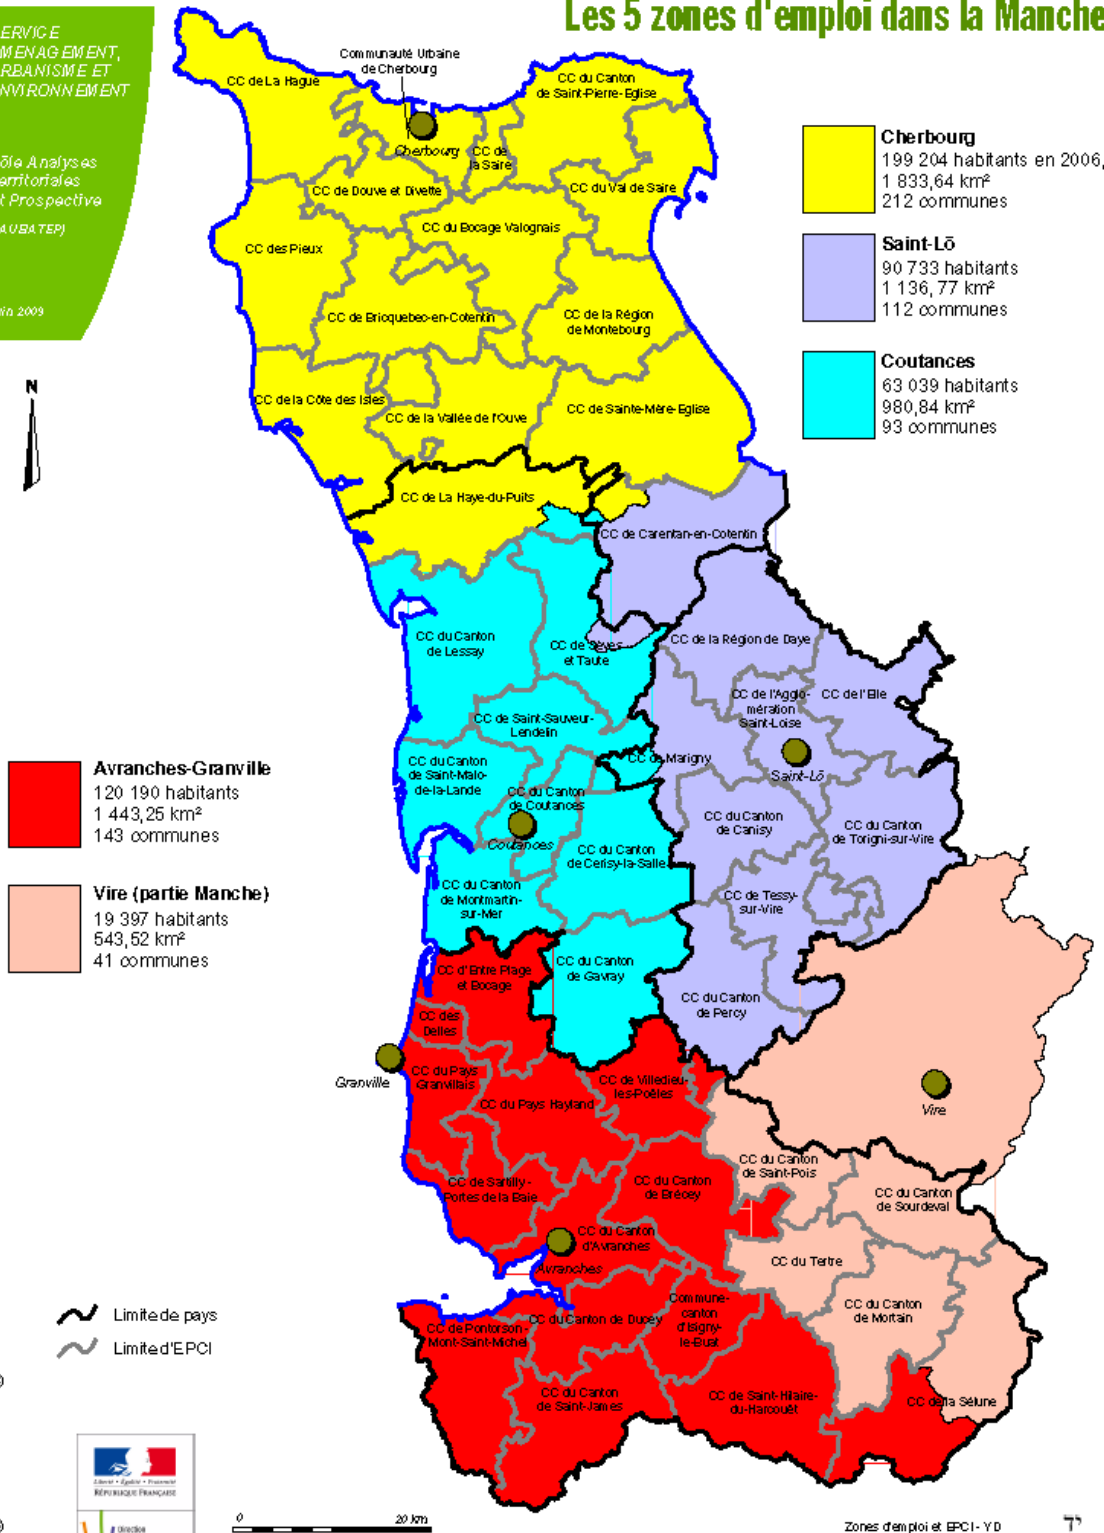 Les 5 zones d'emploi dans la Manche
ERVICE
MENAGEMENT,
RBANISME ET
NVIRONNEMENT
ôle Analyses
erritoriales
t Prospective
(AUBATEP)
uin 2009
N
Communauté Urbaine
de Cherbourg
CC de La Hague
CC du Canton
de Saint-Pierre-Eglise
Cherbourg
CC de
la Saire
CC de Douve et Divette
CC du Val de Saire
CC du Bocage Valognais
CC des Pieux
CC de Bricquebec-en-Cotentin
CC de la Région
de Montebourg
CC de la Côte des Isles
CC de la Vallée de l'Ouve
CC de Sainte-Mère-Eglise
CC de La Haye-du-Puits
CC de Carentan-en-Cotentin
Cherbourg
199 204 habitants en 2006,
1 833,64 km²
212 communes
Saint-Lô
90 733 habitants
1 136,77 km²
112 communes
Coutances
63 039 habitants
980,84 km²
93 communes
CC du Canton
de Lessay
CC de Sèves
et Taute
CC de la Région de Daye
CC de l'Agglo-
mération
Saint-Loise
CC de l'Elle
CC de Saint-Sauveur-
Lendelin
CC de Marigny
Saint-Lô
CC du Canton
de Saint-Malo-
de-la-Lande
CC du Canton
de Coutances
Coutances
CC du Canton
de Canisy
CC du Canton
de Torigni-sur-Vire
CC du Canton
de Cerisy-la-Salle
CC du Canton
de Montmartin-
sur-Mer
CC de Tessy-
sur-Vire
Avranches-Granville
120 190 habitants
1 443,25 km²
143 communes
Vire (partie Manche)
19 397 habitants
543,52 km²
41 communes
CC d'Entre Plage
et Bocage
CC du Canton
de Gavray
CC du Canton
de Percy
CC des
Delles
Granville
CC du Pays
Granvillais
CC de Villedieu-
les-Poêles
CC du Pays Hayland
Vire
CC du Canton
de Saint-Pois
CC de Sartilly-
Portes de la Baie
CC du Canton
de Brécey
CC du Canton
de Sourdeval
CC du Canton
d'Avranches
Avranches
CC du Tertre
Commune-
canton
d'Isigny-
le-Buat
CC du Canton
de Mortain
CC de Pontorson-
Mont-Saint-Michel
CC du Canton de Ducey
CC du Canton
de Saint-James
CC de Saint-Hilaire-
du-Harcouët
CC de la Sélune
Limite de pays
Limite d'EPCI
Liberté • Égalité • Fraternité
RÉPUBLIQUE FRANÇAISE
Direction
0 20 km
Zones d'emploi et EPCI - YD